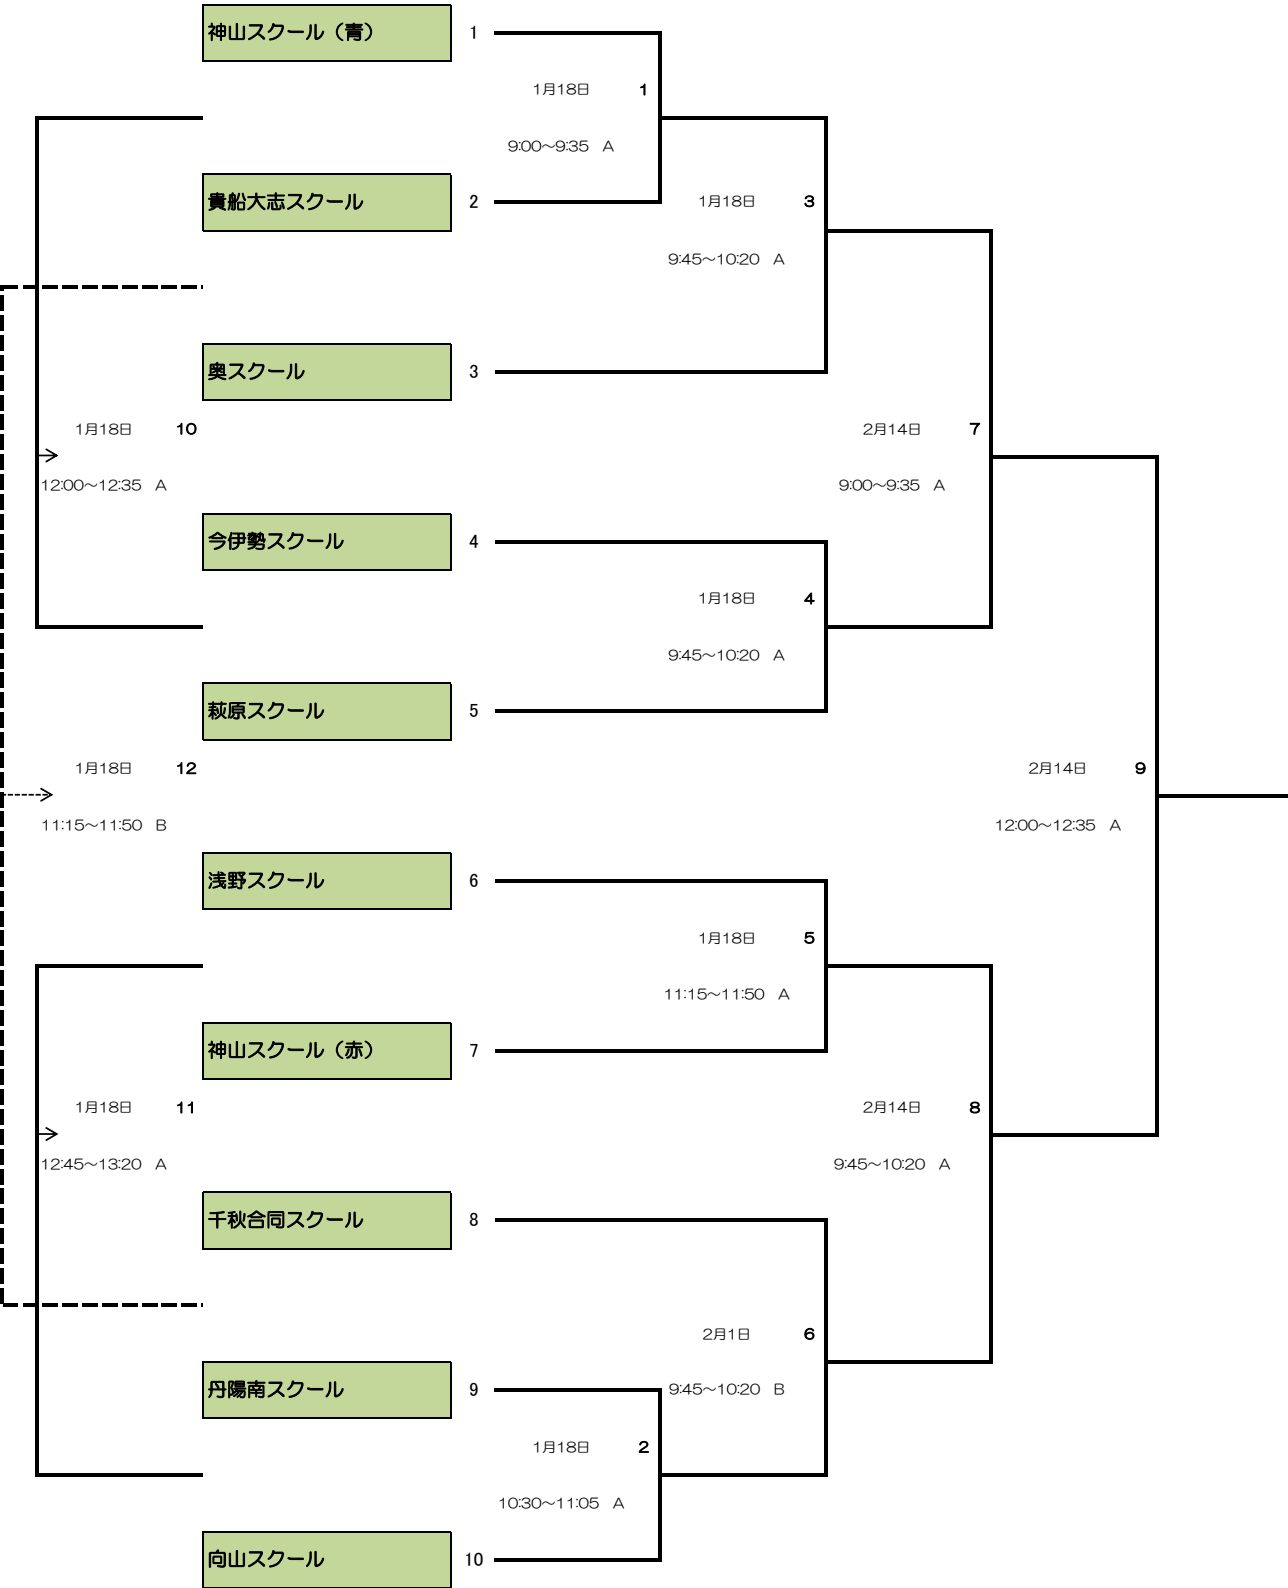 神山スクール（青） 1
1月18日 1
9:00～9:35 A
貴船大志スクール 2
1月18日 3
9:45～10:20 A
奥スクール 3
1月18日 10
2月14日 7
12:00～12:35 A
9:00～9:35 A
今伊勢スクール 4
1月18日 4
9:45～10:20 A
萩原スクール 5
1月18日 12
2月14日 9
11:15～11:50 B
12:00～12:35 A
浅野スクール 6
1月18日 5
11:15～11:50 A
神山スクール（赤） 7
1月18日 11
2月14日 8
12:45～13:20 A
9:45～10:20 A
千秋合同スクール 8
2月1日 6
丹陽南スクール 9
9:45～10:20 B
1月18日 2
10:30～11:05 A
向山スクール 10